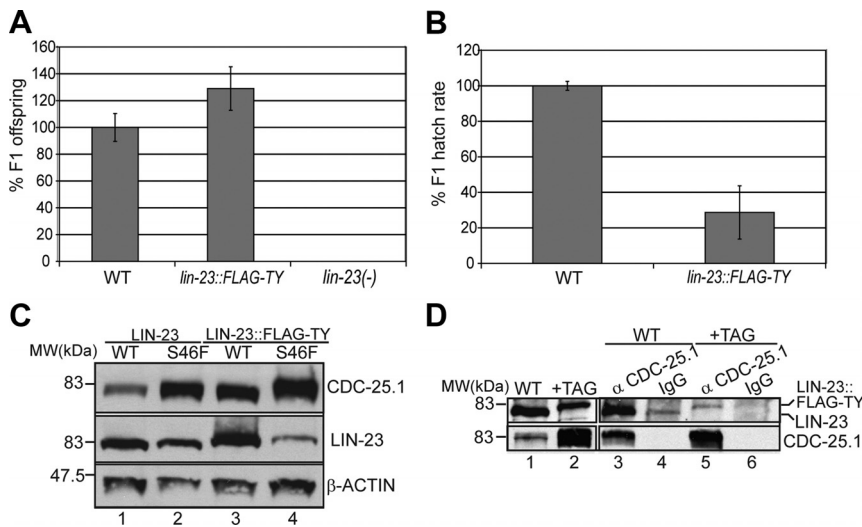 A
% F1 offspring
160
140
120
100
80
60
40
20
0
WT
lin-23::FLAG-TY
lin-23(-)
B
% F1 hatch rate
120
100
80
60
40
20
0
WT
lin-23::FLAG-TY
C
LIN-23 LIN-23::FLAG-TY
MW(kDa) WT S46F WT S46F
83 CDC-25.1
83 LIN-23
47.5 β-ACTIN
1 2 3 4
D
WT +TAG
MW(kDa) WT +TAG α CDC-25.1 IgG α CDC-25.1 IgG
LIN-23::
FLAG-TY
83 LIN-23
83 CDC-25.1
1 2 3 4 5 6